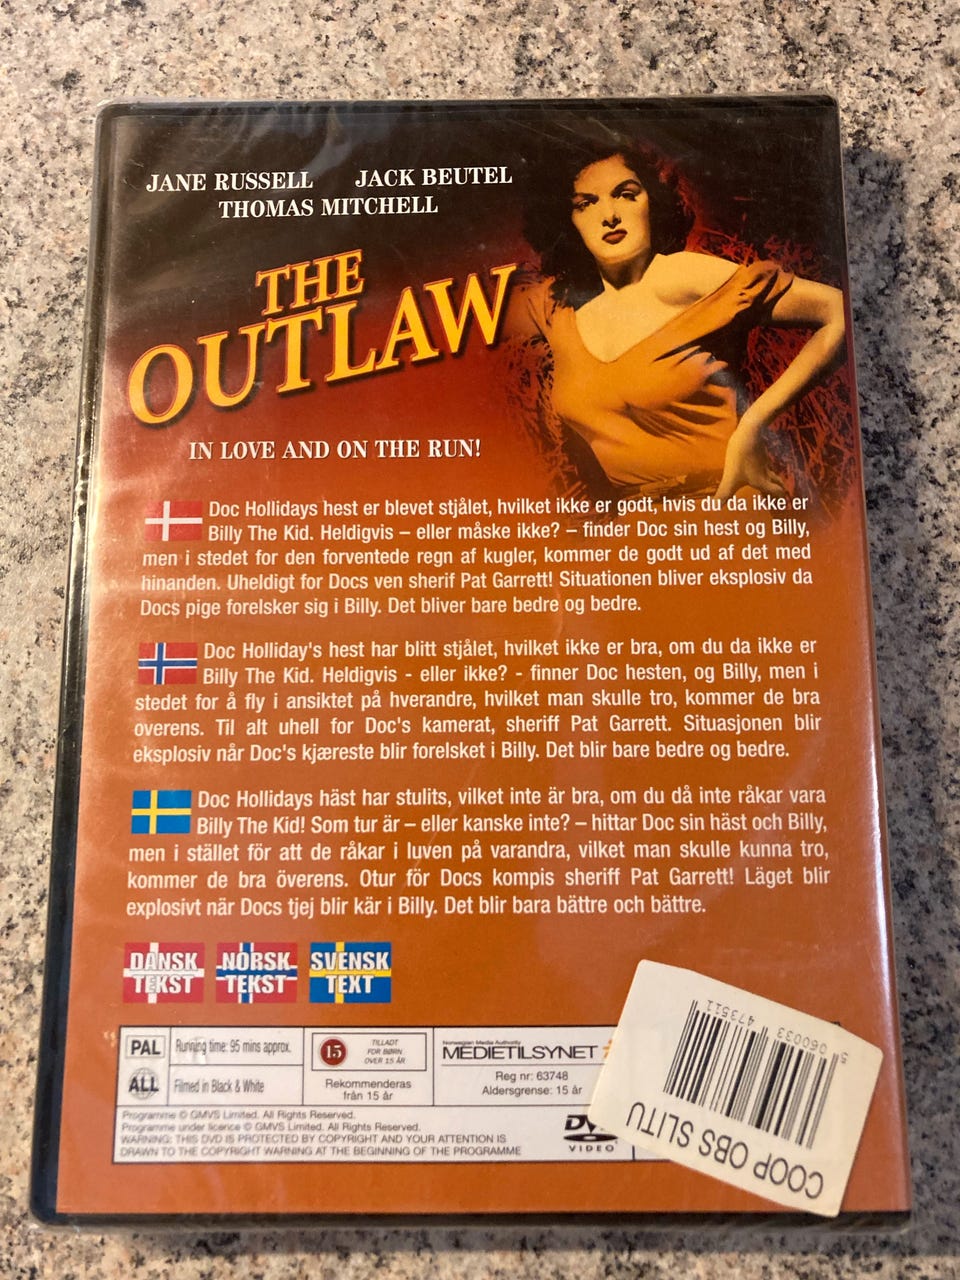 JANE RUSSELL JACK BEUTEL
THOMAS MITCHELL
THE
OUTLAW
IN LOVE AND ON THE RUN!
Doc Hollidays hest er blevet stjålet, hvilket ikke er godt, hvis du da ikke er
Billy The Kid. Heldigvis – eller måske ikke? – finder Doc sin hest og Billy,
men i stedet for den forventede regn af kugler, kommer de godt ud af det med
hinanden. Uheldigt for Docs ven sherif Pat Garrett! Situationen bliver eksplosiv da
Docs pige forelsker sig i Billy. Det bliver bare bedre og bedre.
Doc Holliday's hest har blitt stjålet, hvilket ikke er bra, om du da ikke er
Billy The Kid. Heldigvis - eller ikke? - finner Doc hesten, og Billy, men i
stedet for å fly i ansiktet på hverandre, hvilket man skulle tro, kommer de bra
overens. Til alt uhell for Doc's kamerat, sheriff Pat Garrett. Situasjonen blir
eksplosiv når Doc's kjæreste blir forelsket i Billy. Det blir bare bedre og bedre.
Doc Hollidays häst har stulits, vilket inte är bra, om du då inte råkar vara
Billy The Kid! Som tur är – eller kanske inte? – hittar Doc sin häst och Billy,
men i stället för att de råkar i luven på varandra, vilket man skulle kunna tro,
kommer de bra överens. Otur för Docs kompis sheriff Pat Garrett! Läget blir
explosivt när Docs tjej blir kär i Billy. Det blir bara bättre och bättre.
DANSK TEKST NORSK TEKST SVENSK TEXT
PAL Running time: 95 mins approx.
ALL Filmed in Black & White
15 TILLADT FOR BØRN OVER 15 ÅR
Rekommenderas
från 15 år
Norwegian Media Authority
MEDIETILSYNET
Reg nr: 63748
Aldersgrense: 15 år
Programme © GMVS Limited. All Rights Reserved.
Programme under licence © GMVS Limited. All Rights Reserved.
WARNING: THIS DVD IS PROTECTED BY COPYRIGHT AND YOUR ATTENTION IS
DRAWN TO THE COPYRIGHT WARNING AT THE BEGINNING OF THE PROGRAMME
VIDEO
5 060033 473511
COOP OBS SLITU